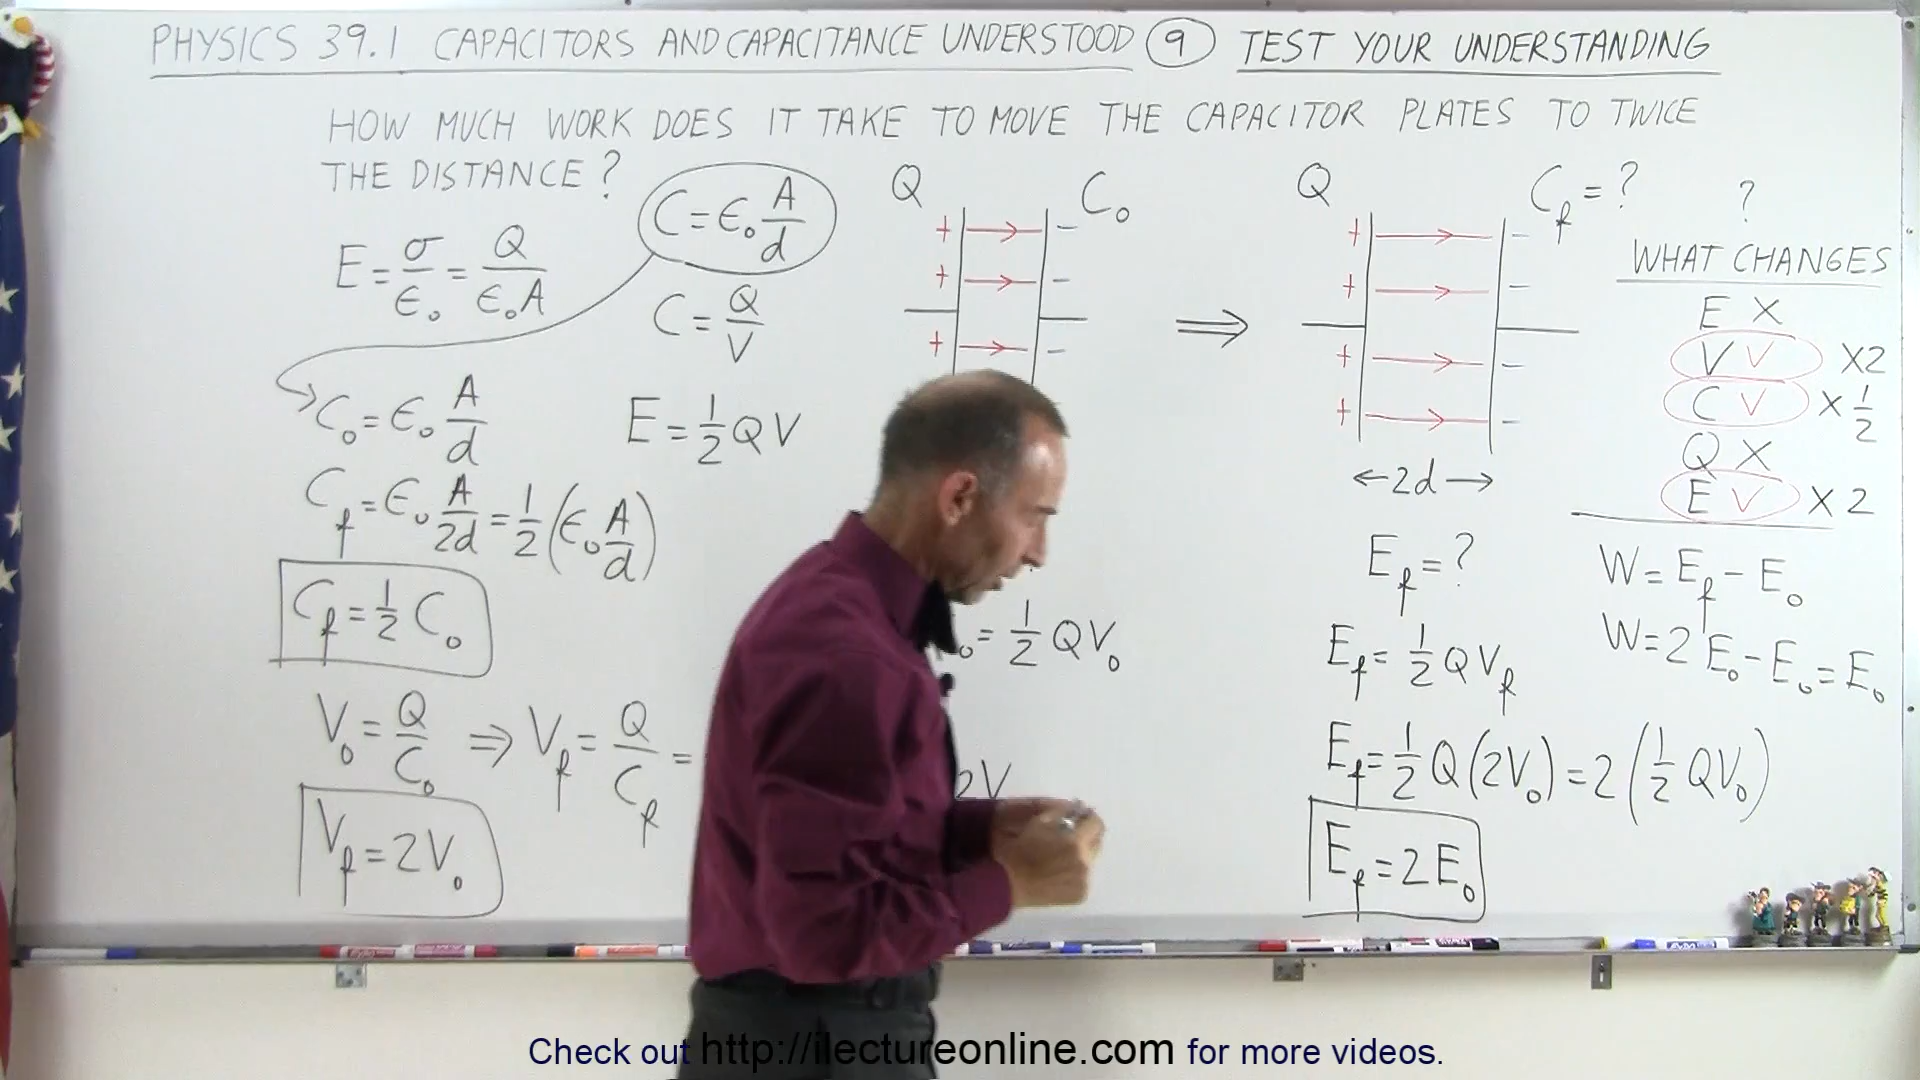 PHYSICS 39.1 CAPACITORS AND CAPACITANCE UNDERSTOOD 9 TEST YOUR UNDERSTANDING
HOW MUCH WORK DOES IT TAKE TO MOVE THE CAPACITOR PLATES TO TWICE
THE DISTANCE?
C = ε₀ A/d
E = σ/ε₀ = Q/(ε₀A)
C = Q/V
C₀ = ε₀ A/d
E = 1/2 QV
C_f = ε₀ A/2d = 1/2 (ε₀ A/d)
C_f = 1/2 C₀
V₀ = Q/C₀ ⇒ V_f = Q/C_f =
V_f = 2V₀
Q C₀
+ −
+ −
+ −
₀ = 1/2 QV₀
2V
⇒
Q C_f = ?
+ −
+ −
+ −
+ −
← 2d →
E_f = ?
E_f = 1/2 QV_f
E_f = 1/2 Q(2V₀) = 2(1/2 QV₀)
E_f = 2E₀
?
WHAT CHANGES
E X
V V X2
C V X 1/2
Q X
E V X 2
W = E_f − E₀
W = 2E₀ − E₀ = E₀
Check out http://ilectureonline.com for more videos.